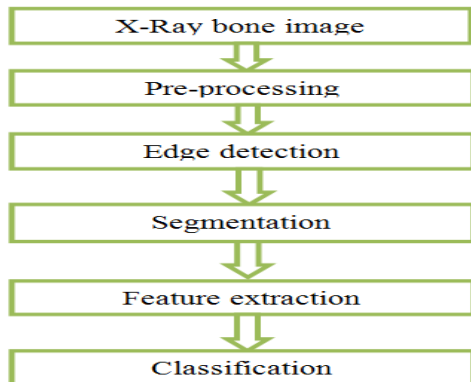 X-Ray bone image
Pre-processing
Edge detection
Segmentation
Feature extraction
Classification